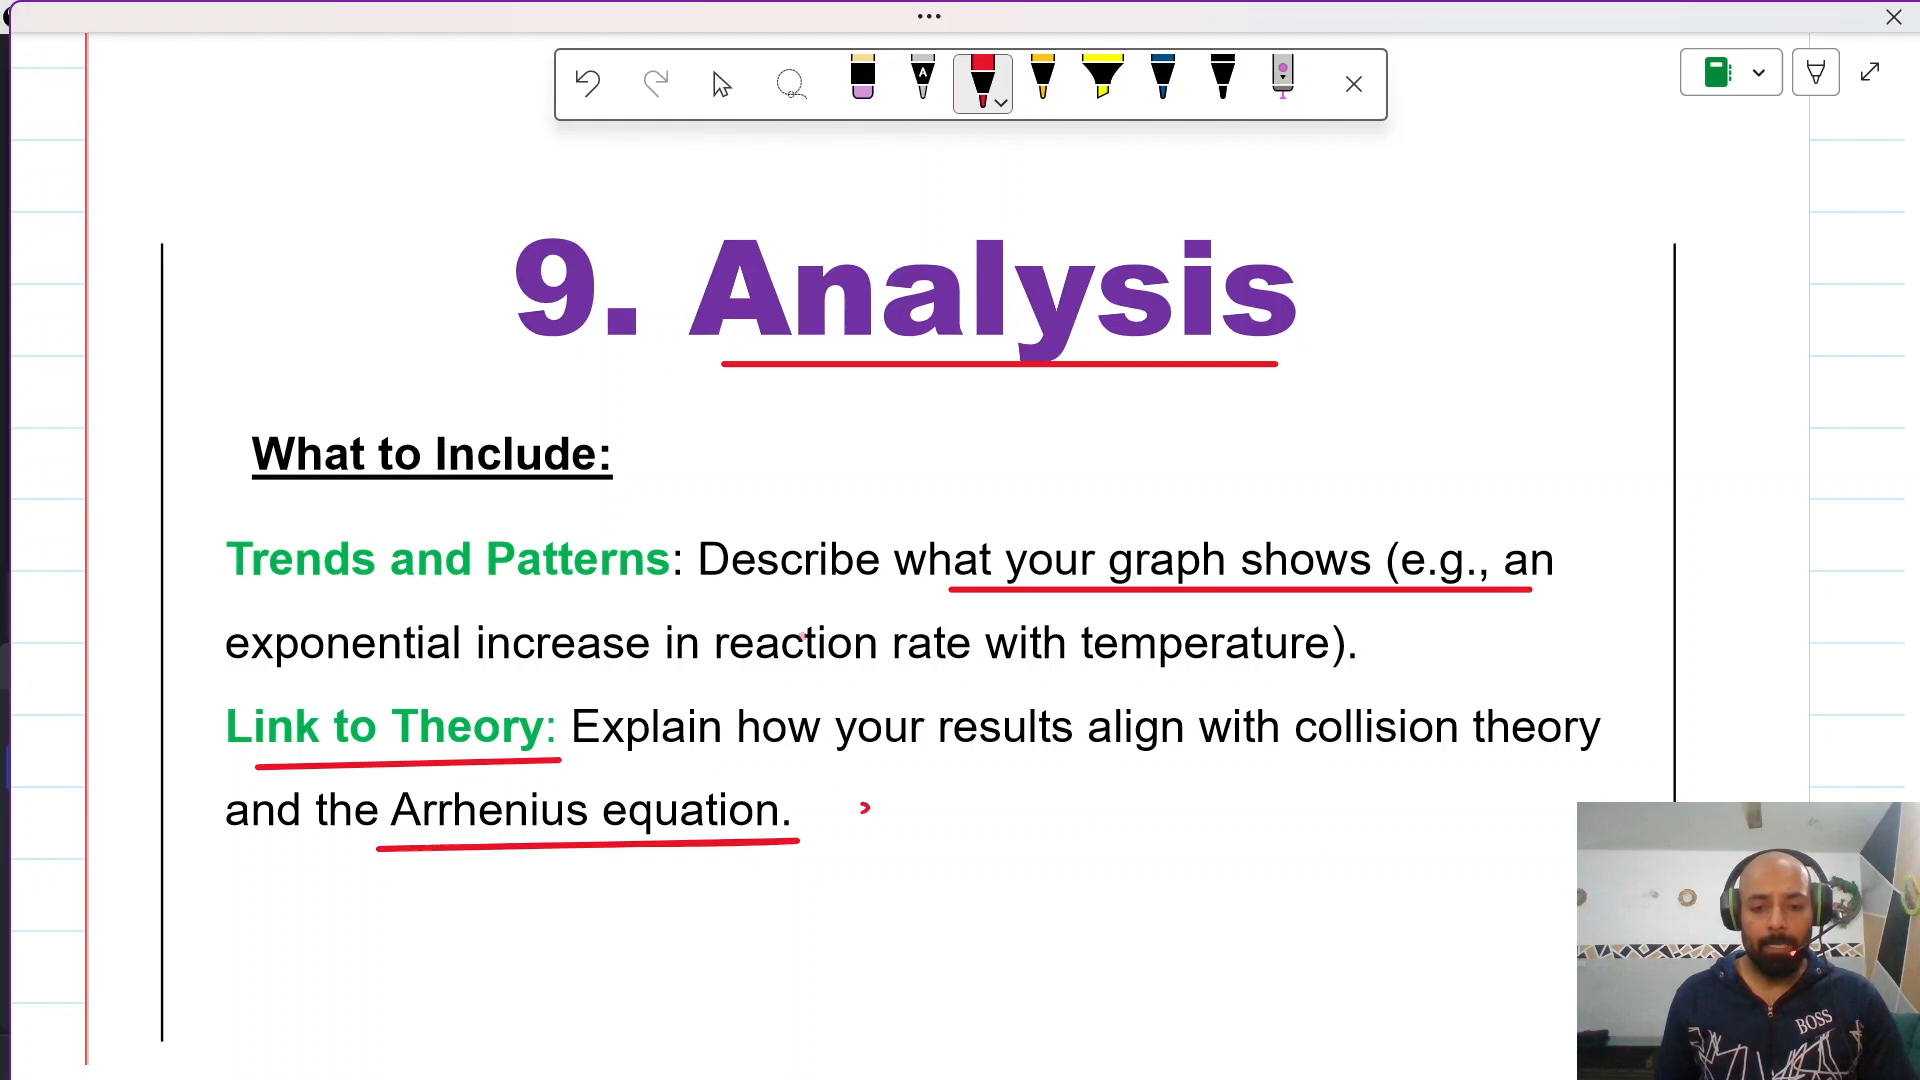 9. Analysis
What to Include:
Trends and Patterns: Describe what your graph shows (e.g., an
exponential increase in reaction rate with temperature).
Link to Theory: Explain how your results align with collision theory
and the Arrhenius equation.
A
BOSS